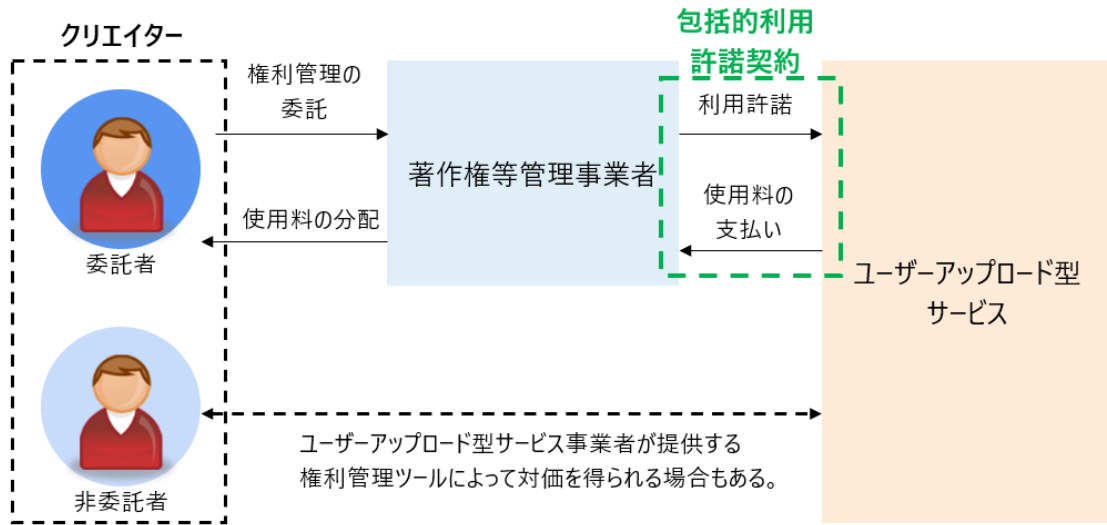 クリエイター
権利管理の
委託
使用料の分配
委託者
非委託者
著作権等管理事業者
包括的利用
許諾契約
利用許諾
使用料の
支払い
ユーザーアップロード型
サービス
ユーザーアップロード型サービス事業者が提供する
権利管理ツールによって対価を得られる場合もある。